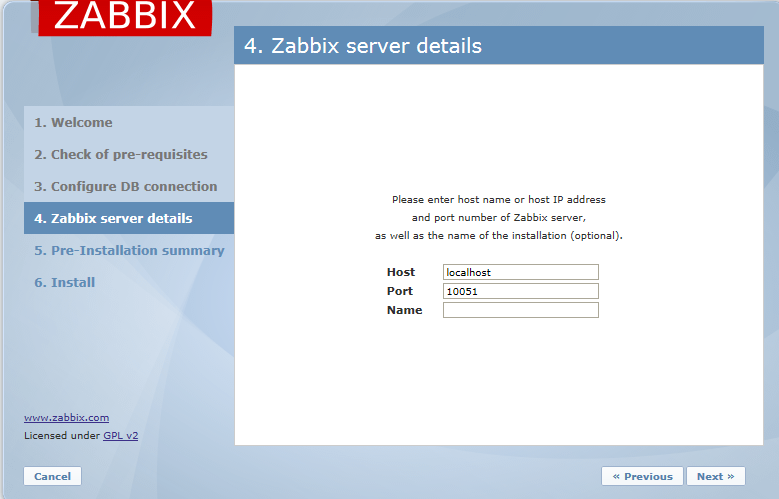 ZABBIX
4. Zabbix server details
1. Welcome
2. Check of pre-requisites
3. Configure DB connection
4. Zabbix server details
5. Pre-Installation summary
6. Install
Please enter host name or host IP address
and port number of Zabbix server,
as well as the name of the installation (optional).
Host localhost
Port 10051
Name
www.zabbix.com
Licensed under GPL v2
Cancel
« Previous
Next »